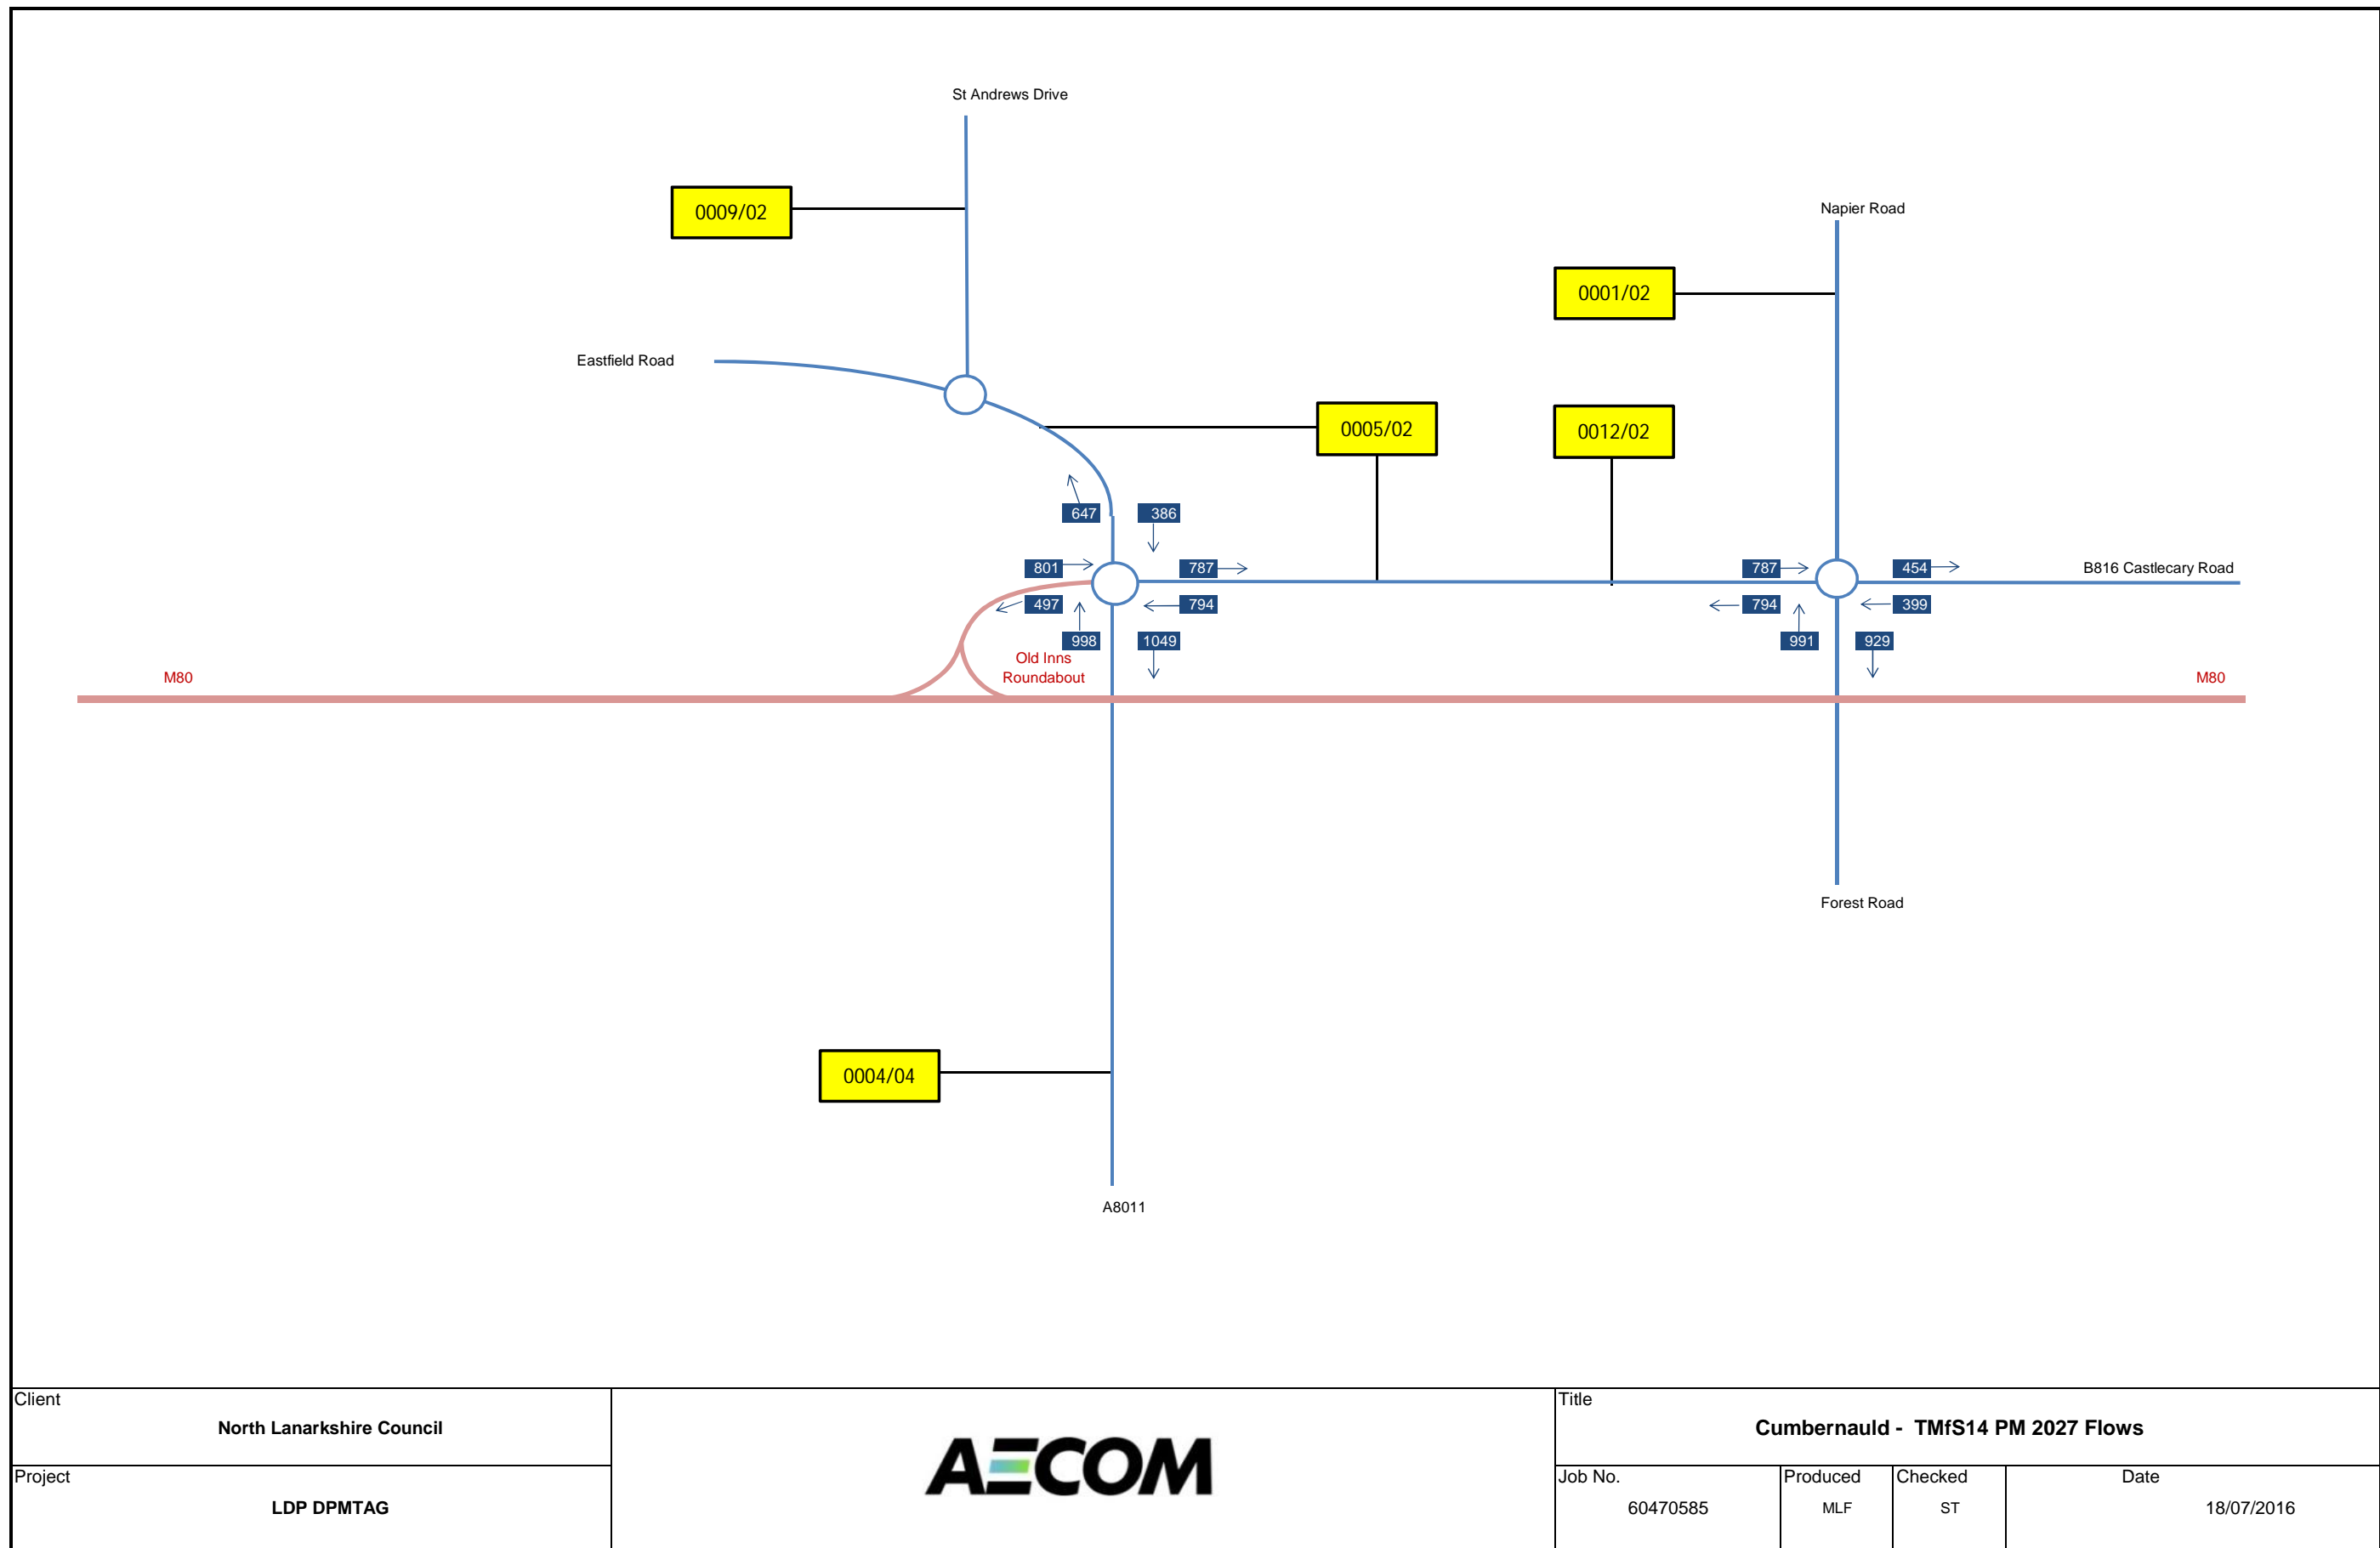 St Andrews Drive
0009/02
Napier Road
0001/02
Eastfield Road
0005/02
0012/02
647
386
801
787
787
454
B816 Castlecary Road
497
794
794
399
998
1049
991
929
Old Inns
Roundabout
M80
M80
Forest Road
0004/04
A8011
Client
North Lanarkshire Council
Project
LDP DPMTAG
AECOM
Title
Cumbernauld - TMfS14 PM 2027 Flows
Job No.
60470585
Produced
MLF
Checked
ST
Date
18/07/2016